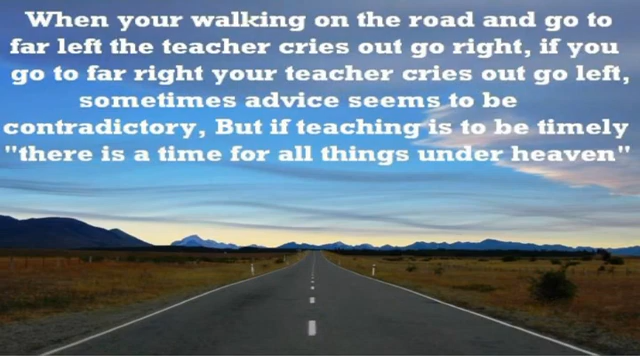 When your walking on the road and go to
far left the teacher cries out go right, if you
go to far right your teacher cries out go left,
sometimes advice seems to be
contradictory, But if teaching is to be timely
"there is a time for all things under heaven"